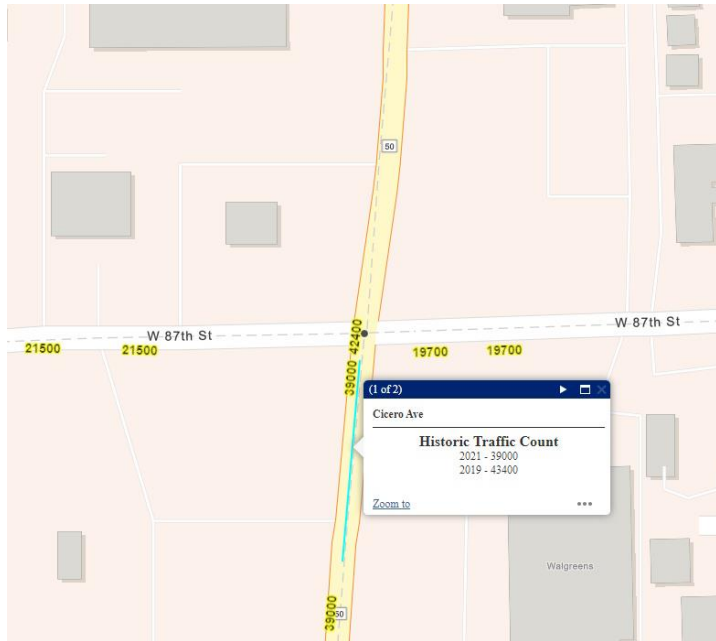 50
W 87th St
W 87th St
42400
21500
21500
19700
19700
39000
(1 of 2)
Cicero Ave
Historic Traffic Count
2021 - 39000
2019 - 43400
Zoom to
Walgreens
39000
50